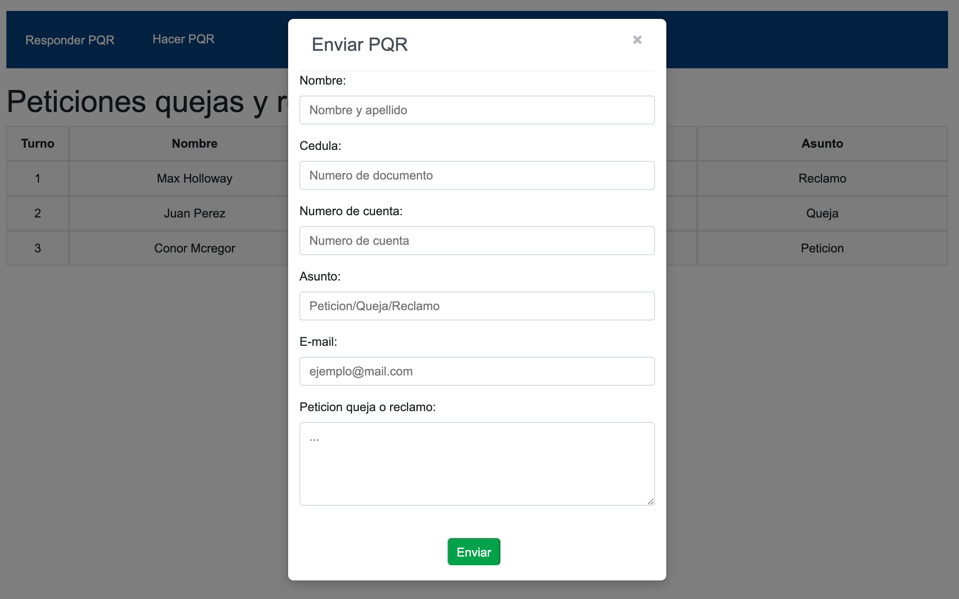 Responder PQR
Hacer PQR
Enviar PQR
×
Peticiones quejas y r
Turno Nombre Asunto
1 Max Holloway Reclamo
2 Juan Perez Queja
3 Conor Mcregor Peticion
Nombre:
Nombre y apellido
Cedula:
Numero de documento
Numero de cuenta:
Numero de cuenta
Asunto:
Peticion/Queja/Reclamo
E-mail:
ejemplo@mail.com
Peticion queja o reclamo:
...
Enviar